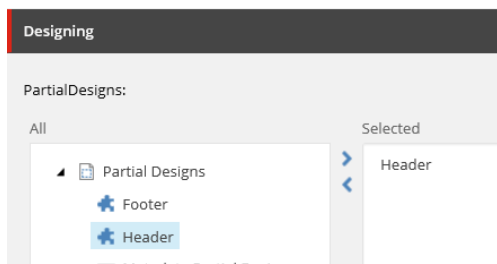 Designing
PartialDesigns:
All
Selected
Partial Designs
Header
Footer
Header